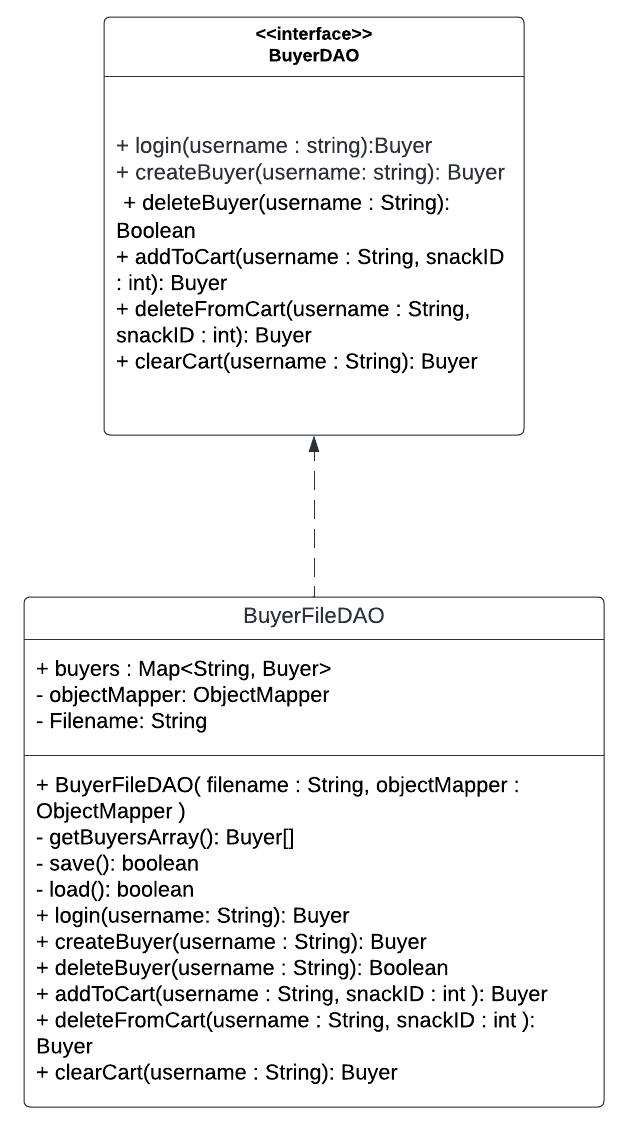 <<interface>>
BuyerDAO
+ login(username : string):Buyer
+ createBuyer(username: string): Buyer
+ deleteBuyer(username : String):
Boolean
+ addToCart(username : String, snackID
: int): Buyer
+ deleteFromCart(username : String,
snackID : int): Buyer
+ clearCart(username : String): Buyer
BuyerFileDAO
+ buyers : Map<String, Buyer>
- objectMapper: ObjectMapper
- Filename: String
+ BuyerFileDAO( filename : String, objectMapper :
ObjectMapper )
- getBuyersArray(): Buyer[]
- save(): boolean
- load(): boolean
+ login(username: String): Buyer
+ createBuyer(username : String): Buyer
+ deleteBuyer(username : String): Boolean
+ addToCart(username : String, snackID : int ): Buyer
+ deleteFromCart(username : String, snackID : int ):
Buyer
+ clearCart(username : String): Buyer